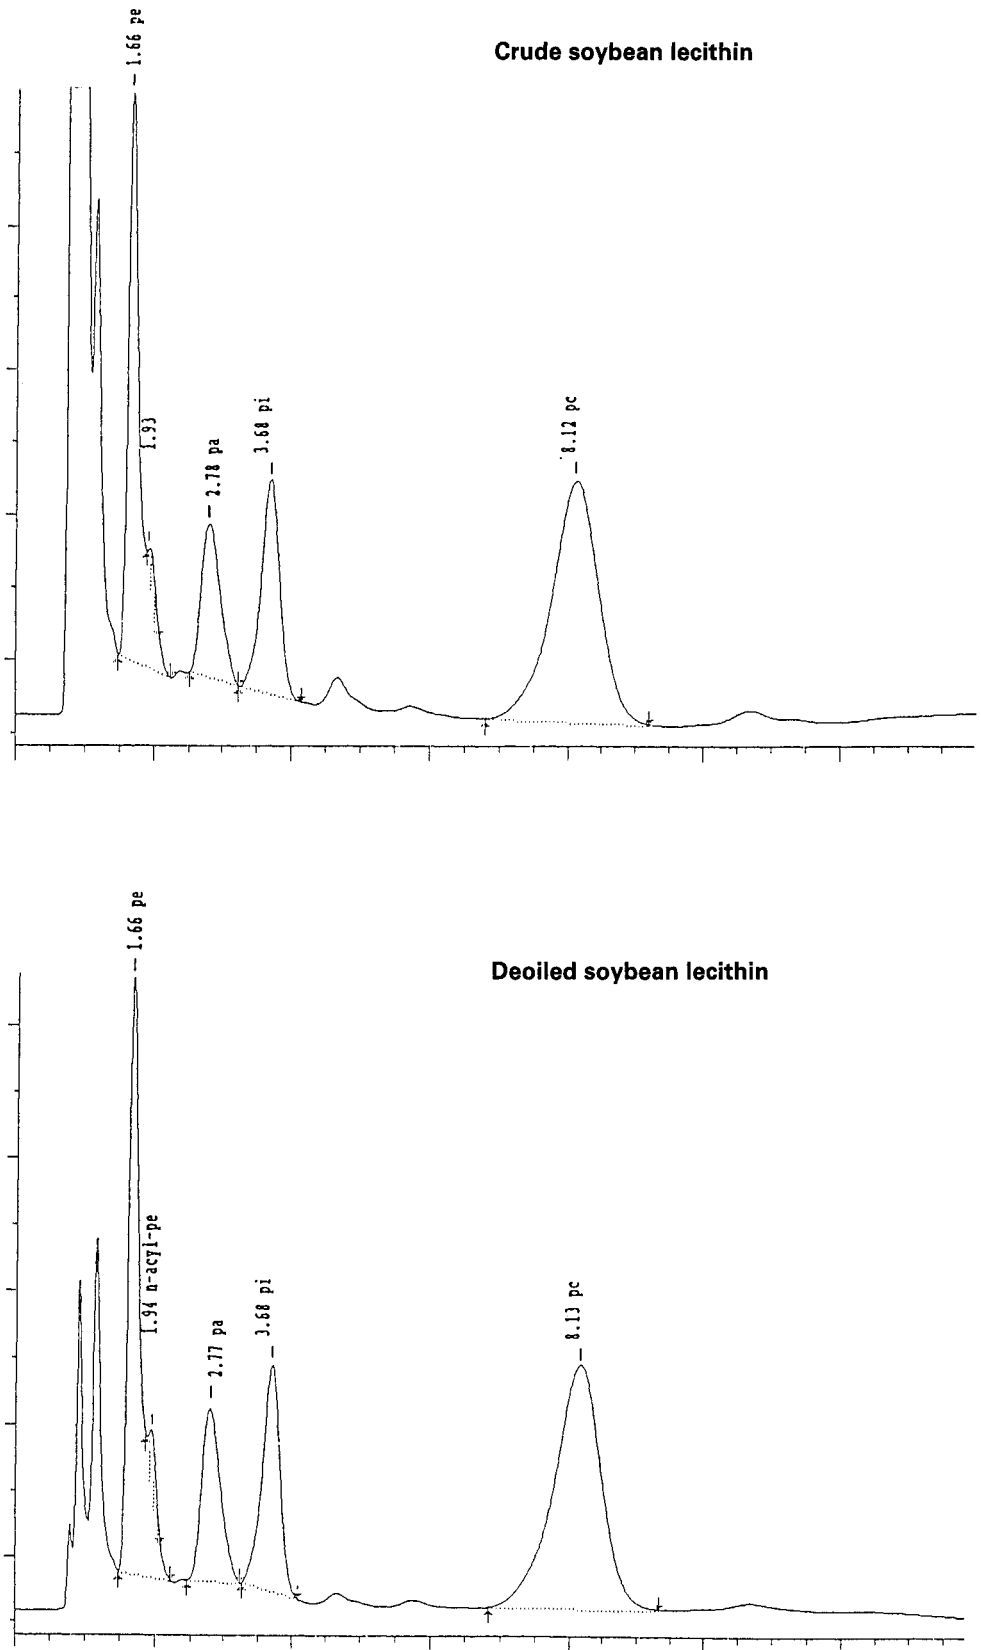 Crude soybean lecithin
1.66 pe
1.93
2.78 pa
3.68 pi
8.12 pc
Deoiled soybean lecithin
1.66 pe
1.94 n-acyl-pe
2.77 pa
3.68 pi
8.13 pc